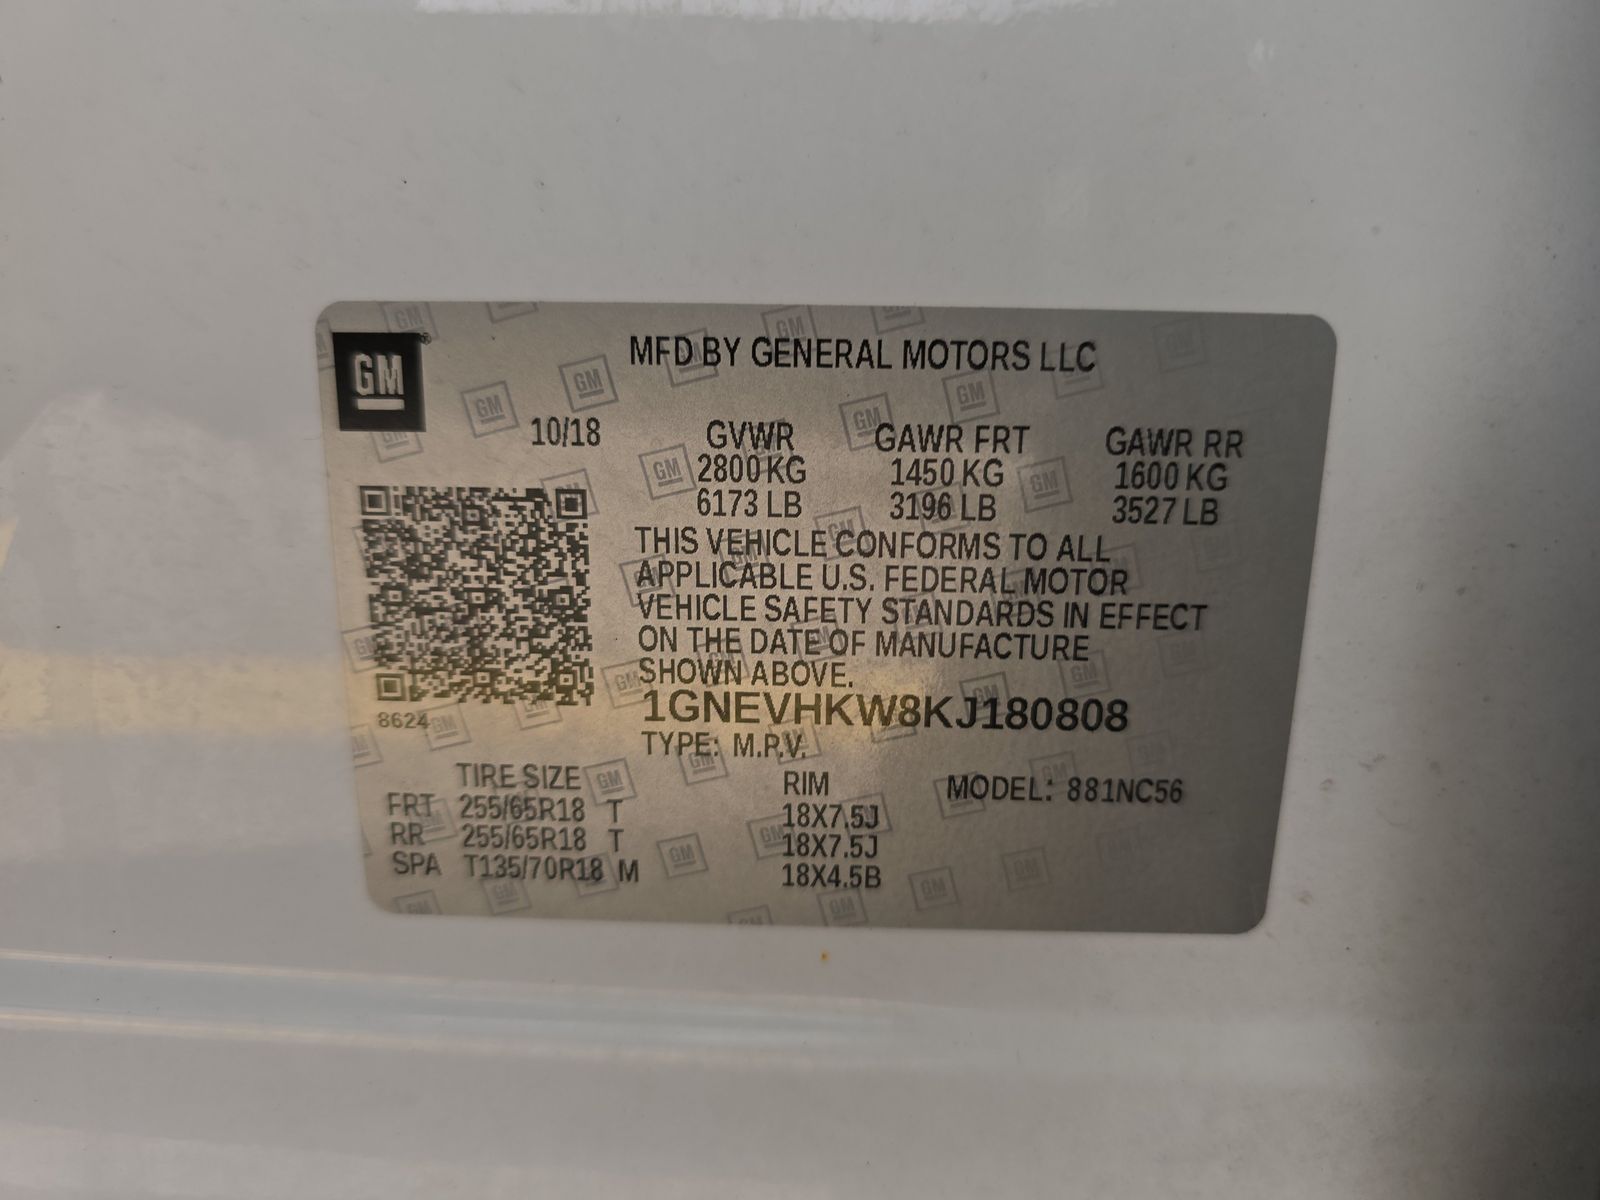 GM
MFD BY GENERAL MOTORS LLC
10/18 GVWR GAWR FRT GAWR RR
2800 KG 1450 KG 1600 KG
6173 LB 3196 LB 3527 LB
THIS VEHICLE CONFORMS TO ALL
APPLICABLE U.S. FEDERAL MOTOR
VEHICLE SAFETY STANDARDS IN EFFECT
ON THE DATE OF MANUFACTURE
SHOWN ABOVE.
8624
1GNEVHKW8KJ180808
TYPE: M.P.V.
TIRE SIZE RIM MODEL: 881NC56
FRT 255/65R18 T 18X7.5J
RR 255/65R18 T 18X7.5J
SPA T135/70R18 M 18X4.5B